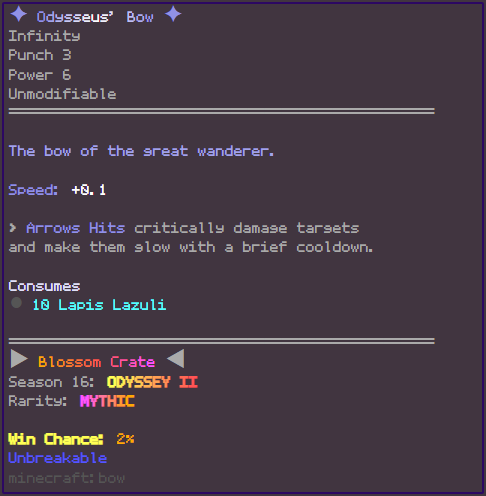 ✦ Odysseus' Bow ✦
Infinity
Punch 3
Power 6
Unmodifiable
The bow of the great wanderer.
Speed: +0.1
> Arrows Hits critically damage targets
and make them slow with a brief cooldown.
Consumes
● 10 Lapis Lazuli
▶ Blossom Crate ◀
Season 16: ODYSSEY II
Rarity: MYTHIC
Win Chance: 2%
Unbreakable
minecraft:bow